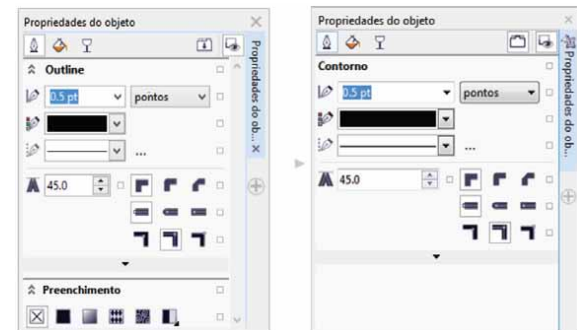 Propriedades do objeto
Outline
0.5 pt
pontos
...
45.0
Preenchimento
Propriedades do ob...
Propriedades do objeto
Contorno
0.5 pt
pontos
...
45.0
Propriedades do ob...